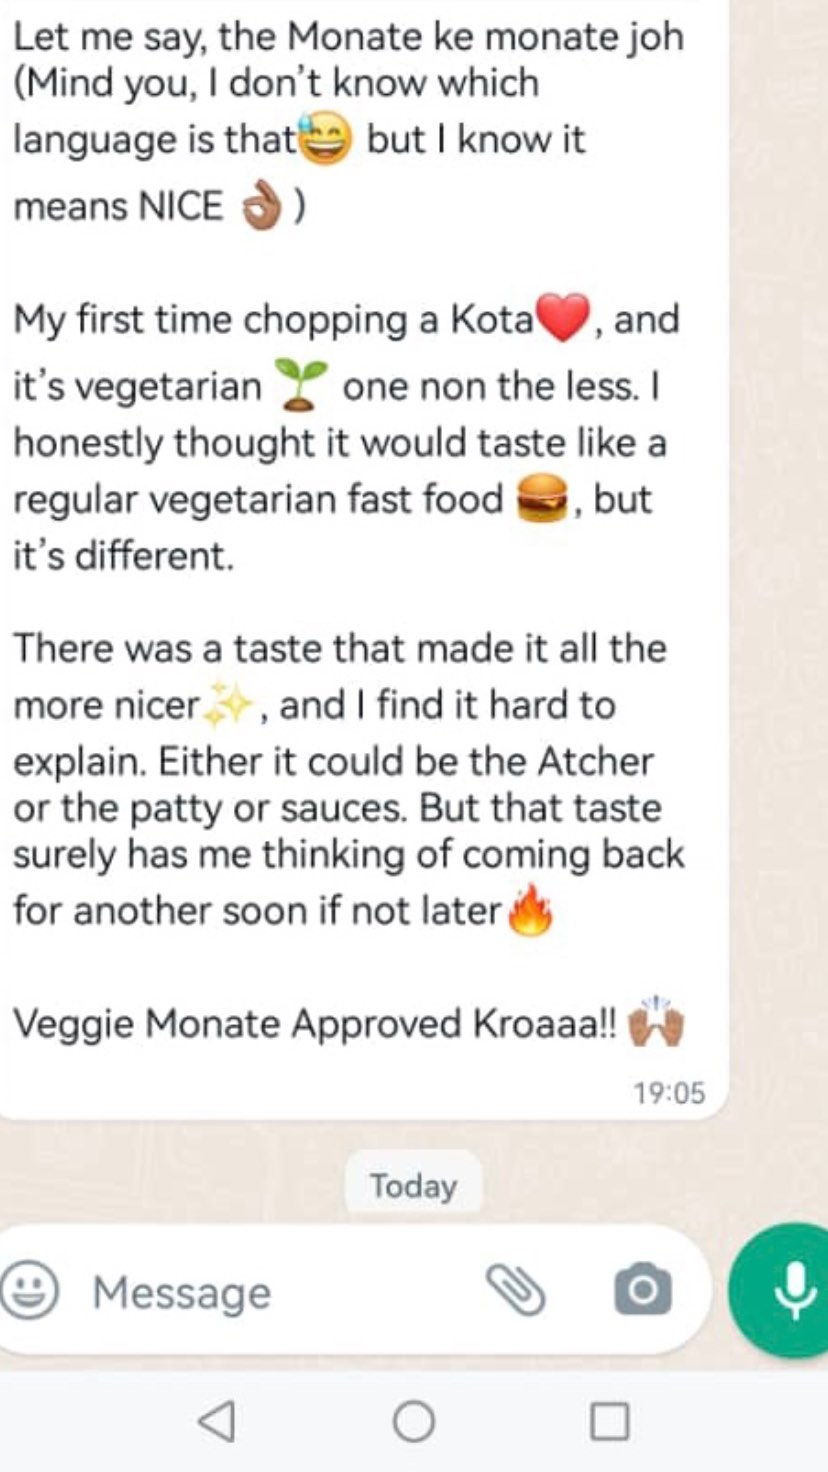 Let me say, the Monate ke monate joh
(Mind you, I don't know which
language is that😅 but I know it
means NICE 👌🏾)
My first time chopping a Kota❤️, and
it's vegetarian 🌱 one non the less. I
honestly thought it would taste like a
regular vegetarian fast food 🍔, but
it's different.
There was a taste that made it all the
more nicer✨, and I find it hard to
explain. Either it could be the Atcher
or the patty or sauces. But that taste
surely has me thinking of coming back
for another soon if not later🔥
Veggie Monate Approved Kroaaa!! 🙌🏾
19:05
Today
Message